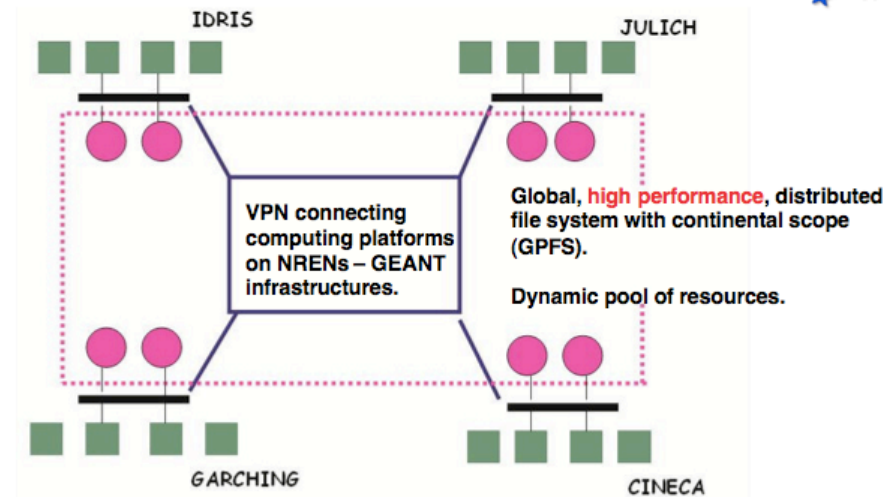 IDRIS
JULICH
VPN connecting
computing platforms
on NRENs – GEANT
infrastructures.
Global, high performance, distributed
file system with continental scope
(GPFS).
Dynamic pool of resources.
GARCHING
CINECA